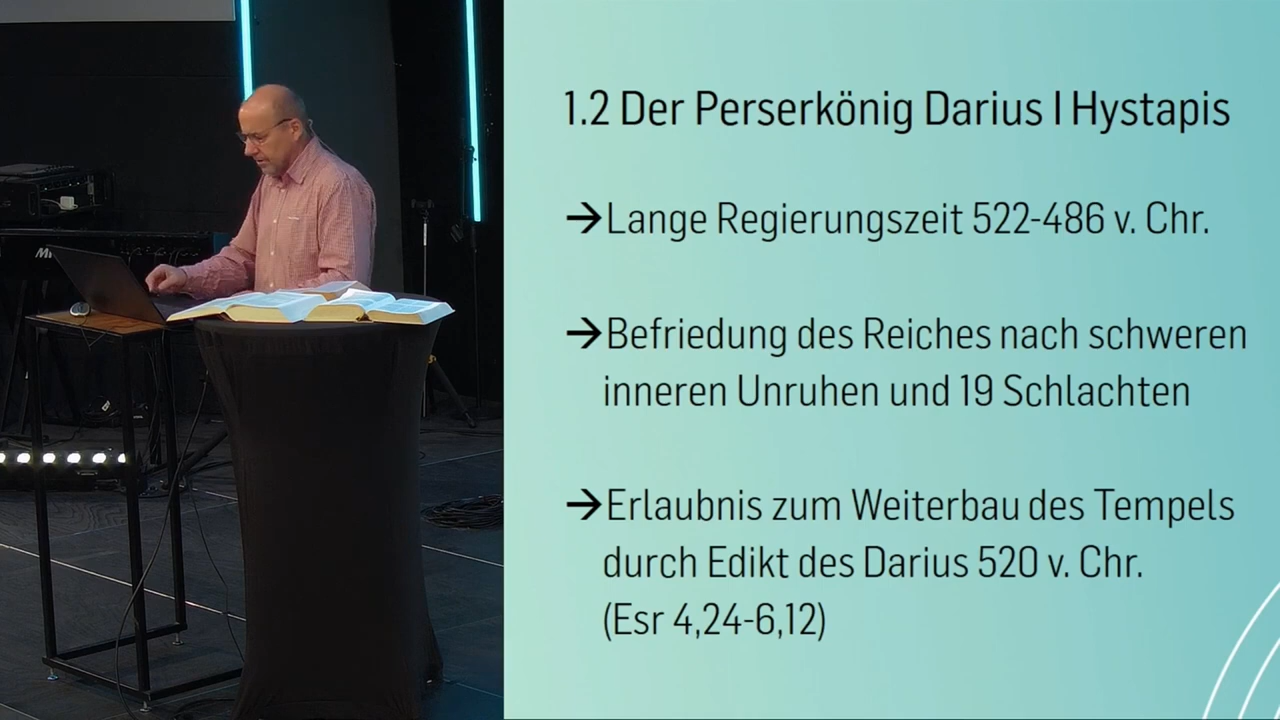 1.2 Der Perserkönig Darius I Hystapis
→Lange Regierungszeit 522-486 v. Chr.
→Befriedung des Reiches nach schweren
inneren Unruhen und 19 Schlachten
→Erlaubnis zum Weiterbau des Tempels
durch Edikt des Darius 520 v. Chr.
(Esr 4,24-6,12)